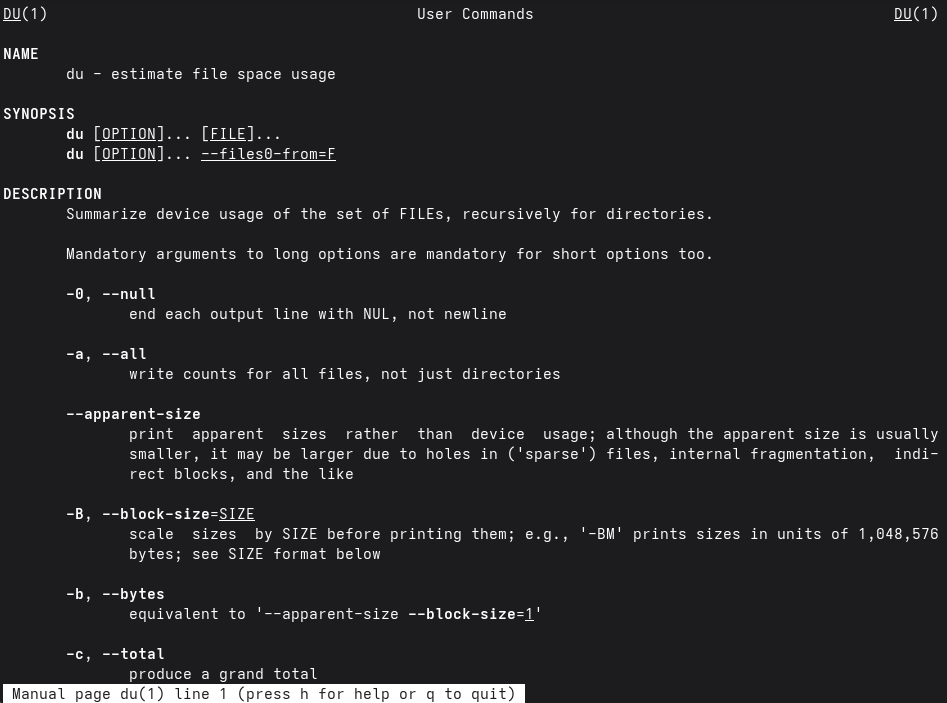 DU(1)                                         User Commands                                        DU(1)

NAME
       du - estimate file space usage

SYNOPSIS
       du [OPTION]... [FILE]...
       du [OPTION]... --files0-from=F

DESCRIPTION
       Summarize device usage of the set of FILEs, recursively for directories.

       Mandatory arguments to long options are mandatory for short options too.

       -0, --null
              end each output line with NUL, not newline

       -a, --all
              write counts for all files, not just directories

       --apparent-size
              print  apparent  sizes  rather  than  device  usage; although the apparent size is usually
              smaller, it may be larger due to holes in ('sparse') files, internal fragmentation,  indi-
              rect blocks, and the like

       -B, --block-size=SIZE
              scale  sizes  by SIZE before printing them; e.g., '-BM' prints sizes in units of 1,048,576
              bytes; see SIZE format below

       -b, --bytes
              equivalent to '--apparent-size --block-size=1'

       -c, --total
              produce a grand total
 Manual page du(1) line 1 (press h for help or q to quit)